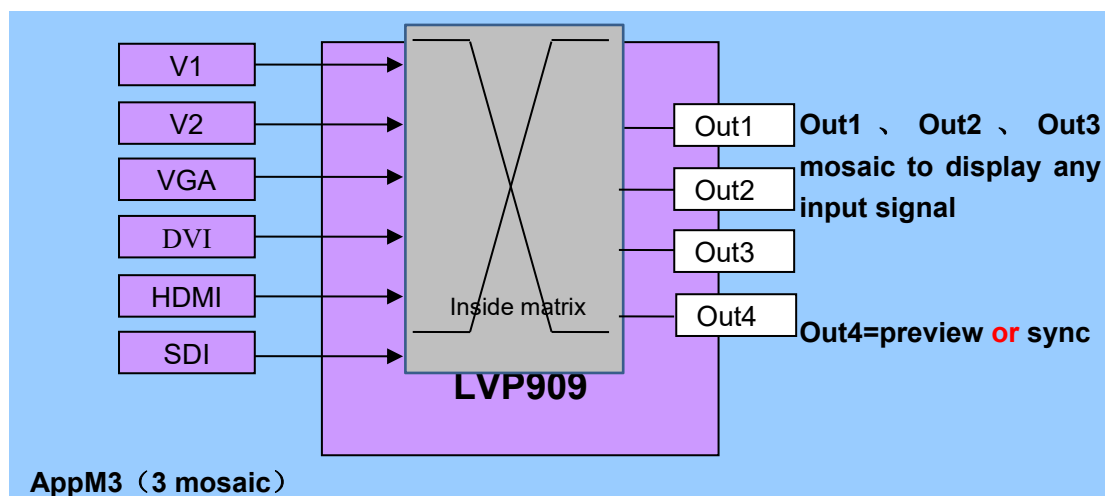 V1
V2
VGA
DVI
HDMI
SDI
Inside matrix
LVP909
Out1
Out2
Out3
Out4
Out1 、 Out2 、 Out3
mosaic to display any
input signal
Out4=preview or sync
AppM3（3 mosaic）